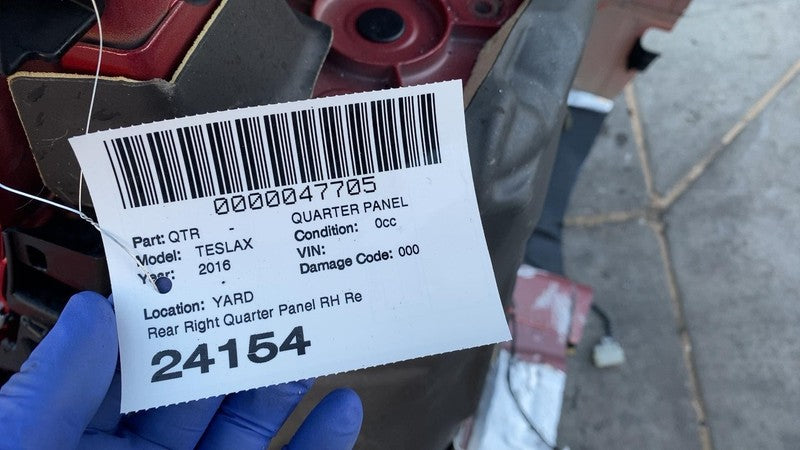 0000047705
Part: QTR - QUARTER PANEL
Model: TESLAX Condition: 0cc
Year: 2016 VIN:
Damage Code: 000
Location: YARD
Rear Right Quarter Panel RH Re
24154